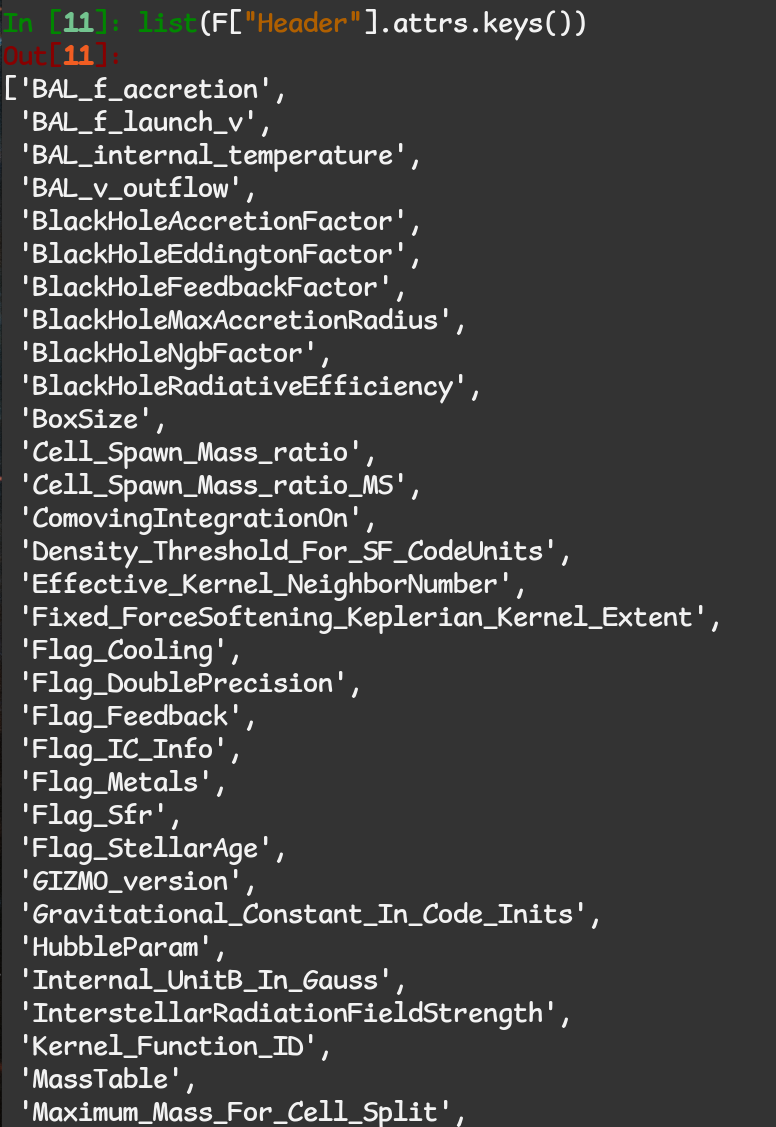 In [11]: list(F["Header"].attrs.keys())
Out[11]:
['BAL_f_accretion',
'BAL_f_launch_v',
'BAL_internal_temperature',
'BAL_v_outflow',
'BlackHoleAccretionFactor',
'BlackHoleEddingtonFactor',
'BlackHoleFeedbackFactor',
'BlackHoleMaxAccretionRadius',
'BlackHoleNgbFactor',
'BlackHoleRadiativeEfficiency',
'BoxSize',
'Cell_Spawn_Mass_ratio',
'Cell_Spawn_Mass_ratio_MS',
'ComovingIntegrationOn',
'Density_Threshold_For_SF_CodeUnits',
'Effective_Kernel_NeighborNumber',
'Fixed_ForceSoftening_Keplerian_Kernel_Extent',
'Flag_Cooling',
'Flag_DoublePrecision',
'Flag_Feedback',
'Flag_IC_Info',
'Flag_Metals',
'Flag_Sfr',
'Flag_StellarAge',
'GIZMO_version',
'Gravitational_Constant_In_Code_Inits',
'HubbleParam',
'Internal_UnitB_In_Gauss',
'InterstellarRadiationFieldStrength',
'Kernel_Function_ID',
'MassTable',
'Maximum_Mass_For_Cell_Split',